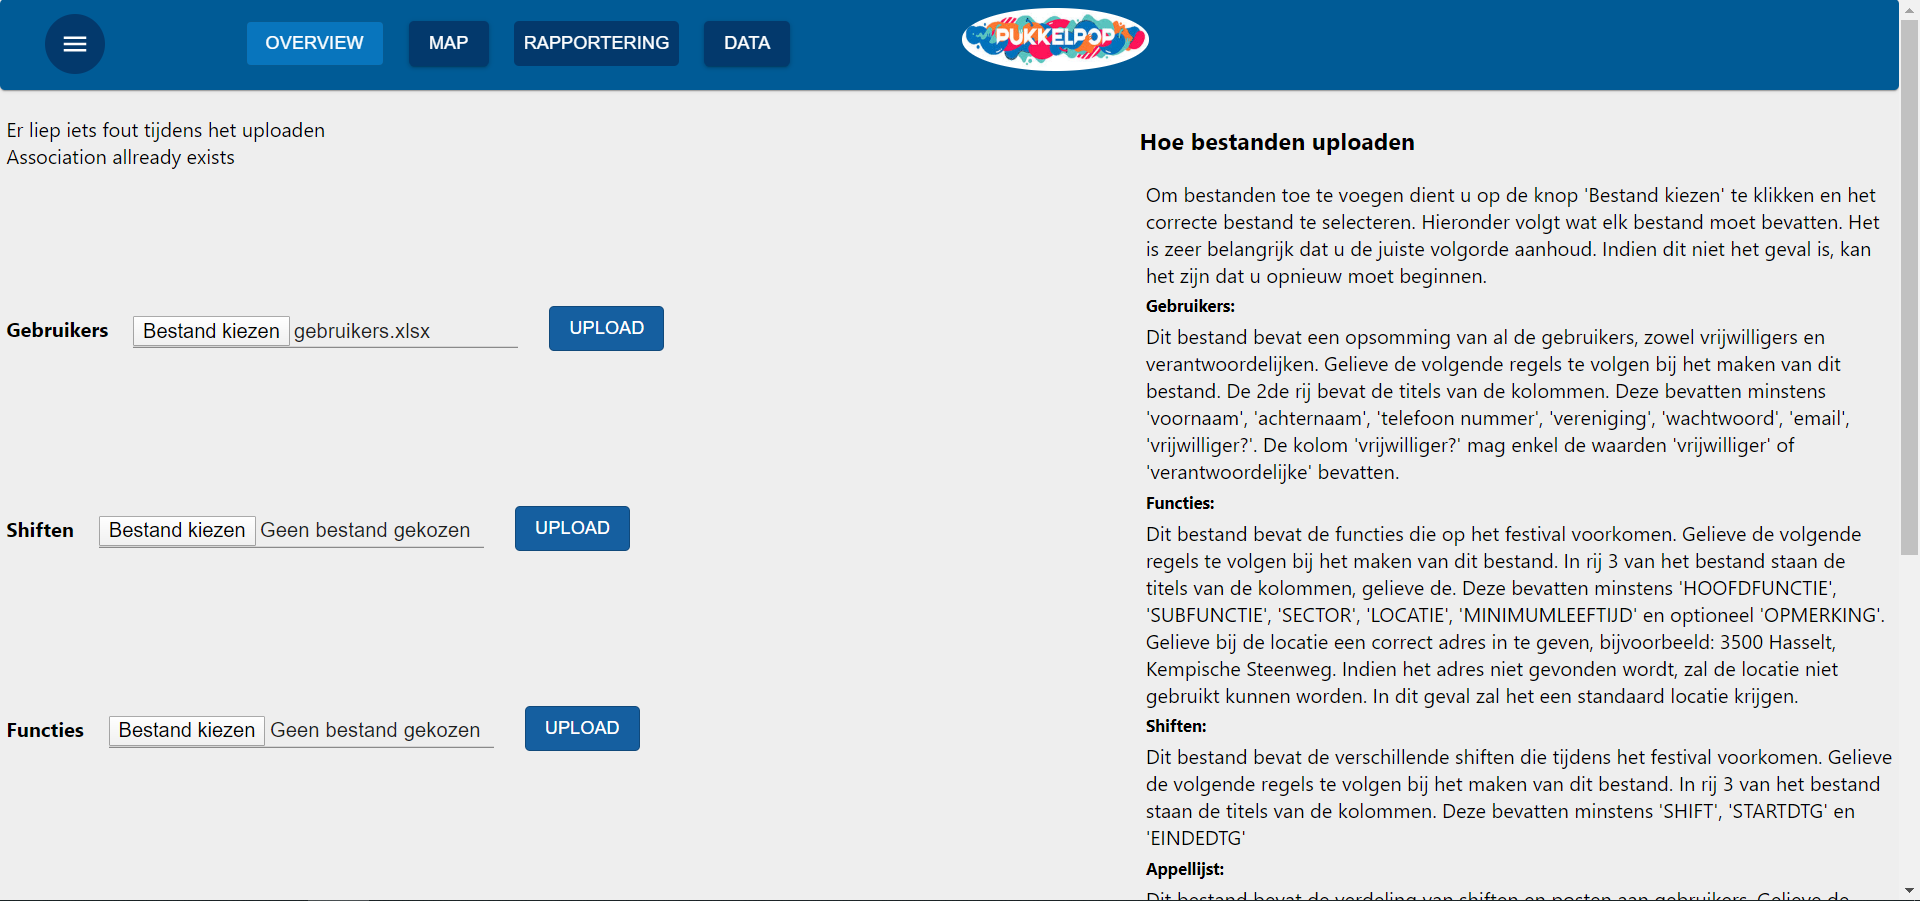 OVERVIEW MAP RAPPORTERING DATA PUKKELPOP
Er liep iets fout tijdens het uploaden
Association allready exists
Gebruikers Bestand kiezen gebruikers.xlsx UPLOAD
Shiften Bestand kiezen Geen bestand gekozen UPLOAD
Functies Bestand kiezen Geen bestand gekozen UPLOAD
Hoe bestanden uploaden
Om bestanden toe te voegen dient u op de knop 'Bestand kiezen' te klikken en het
correcte bestand te selecteren. Hieronder volgt wat elk bestand moet bevatten. Het
is zeer belangrijk dat u de juiste volgorde aanhoud. Indien dit niet het geval is, kan
het zijn dat u opnieuw moet beginnen.
Gebruikers:
Dit bestand bevat een opsomming van al de gebruikers, zowel vrijwilligers en
verantwoordelijken. Gelieve de volgende regels te volgen bij het maken van dit
bestand. De 2de rij bevat de titels van de kolommen. Deze bevatten minstens
'voornaam', 'achternaam', 'telefoon nummer', 'vereniging', 'wachtwoord', 'email',
'vrijwilliger?'. De kolom 'vrijwilliger?' mag enkel de waarden 'vrijwilliger' of
'verantwoordelijke' bevatten.
Functies:
Dit bestand bevat de functies die op het festival voorkomen. Gelieve de volgende
regels te volgen bij het maken van dit bestand. In rij 3 van het bestand staan de
titels van de kolommen, gelieve de. Deze bevatten minstens 'HOOFDFUNCTIE',
'SUBFUNCTIE', 'SECTOR', 'LOCATIE', 'MINIMUMLEEFTIJD' en optioneel 'OPMERKING'.
Gelieve bij de locatie een correct adres in te geven, bijvoorbeeld: 3500 Hasselt,
Kempische Steenweg. Indien het adres niet gevonden wordt, zal de locatie niet
gebruikt kunnen worden. In dit geval zal het een standaard locatie krijgen.
Shiften:
Dit bestand bevat de verschillende shiften die tijdens het festival voorkomen. Gelieve
de volgende regels te volgen bij het maken van dit bestand. In rij 3 van het bestand
staan de titels van de kolommen. Deze bevatten minstens 'SHIFT', 'STARTDTG' en
'EINDEDTG'
Appellijst:
Dit bestand bevat de verdeling van shiften en posten aan gebruikers. Gelieve de